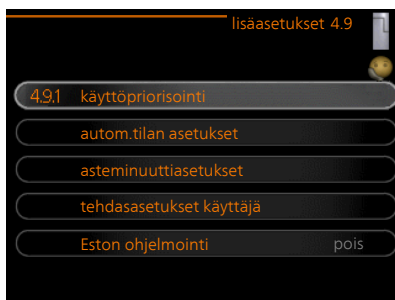 lisäasetukset 4.9
4.9.1 käyttöpriorisointi
autom.tilan asetukset
asteminuuttiasetukset
tehdasasetukset käyttäjä
Eston ohjelmointi pois